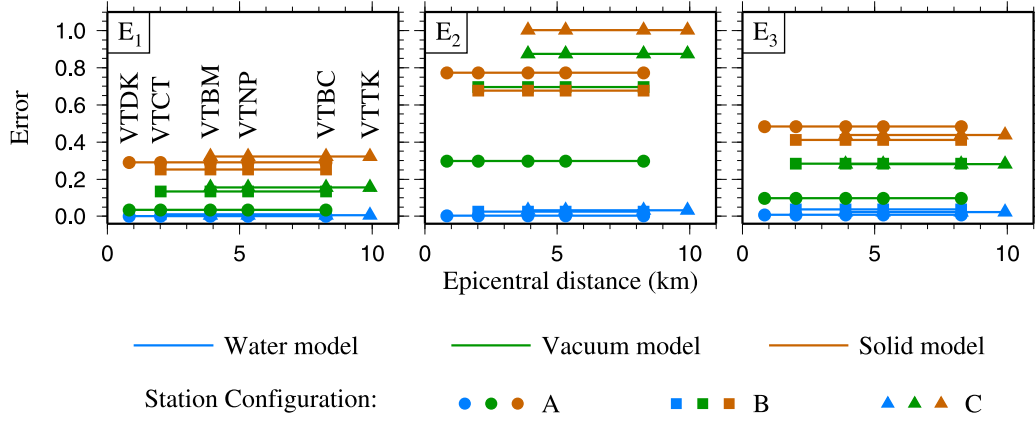 E1 E2 E3
Error
1.0
0.8
0.6
0.4
0.2
0.0
VTDK VTCT VTBM VTNP VTBC VTTK
0 5 10 0 5 10 0 5 10
Epicentral distance (km)
Water model Vacuum model Solid model
Station Configuration: A B C